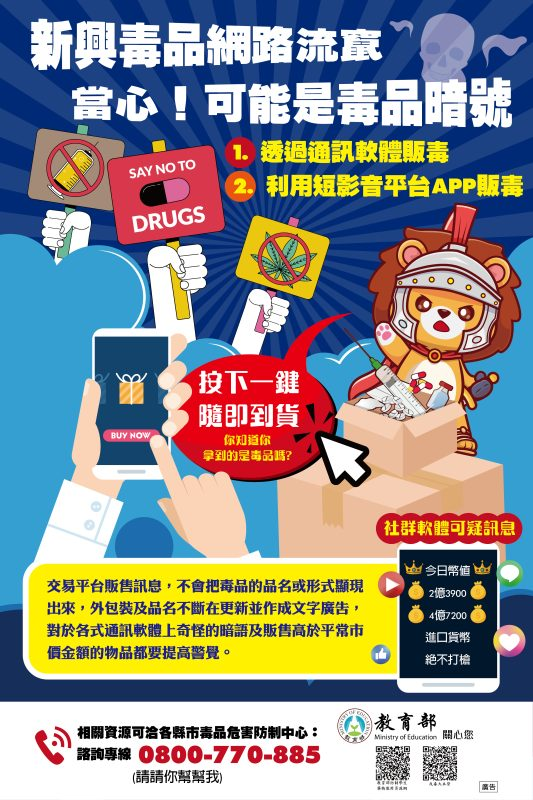 新興毒品網路流竄
當心！可能是毒品暗號
1. 透過通訊軟體販毒
2. 利用短影音平台APP販毒
SAY NO TO
DRUGS
按下一鍵
隨即到貨
你知道你
拿到的是毒品嗎?
BUY NOW
社群軟體可疑訊息
今日幣值
2億3900
4億7200
進口貨幣
絕不打槍
交易平台販售訊息，不會把毒品的品名或形式顯現
出來，外包裝及品名不斷在更新並作成文字廣告，
對於各式通訊軟體上奇怪的暗語及販售高於平常市
價金額的物品都要提高警覺。
相關資源可洽各縣市毒品危害防制中心：
諮詢專線 0800-770-885
(請請你幫幫我)
教育部 關心您
Ministry of Education
廣告